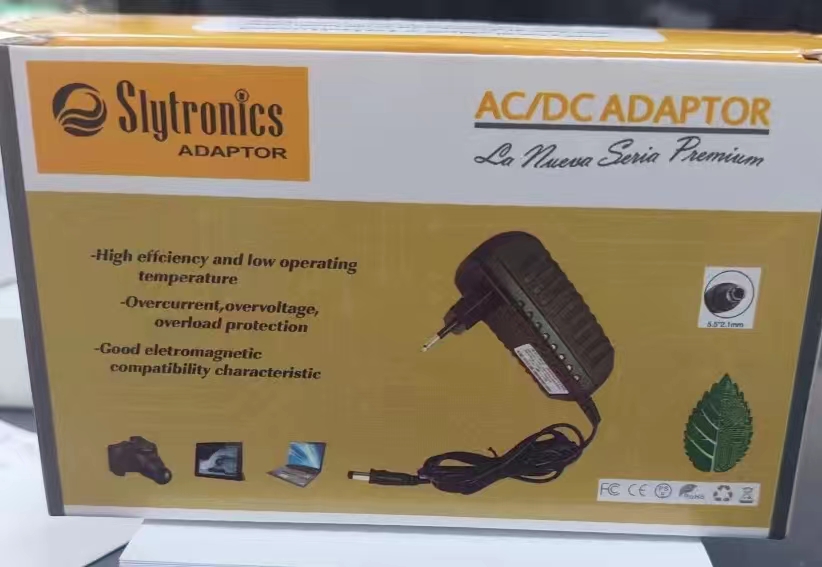 Slytronics
ADAPTOR
AC/DC ADAPTOR
La Nueva Seria Premium
-High effciency and low operating
temperature
-Overcurrent,overvoltage,
overload protection
-Good eletromagnetic
compatibility characteristic
5.5*2.1mm
FC CE RoHS